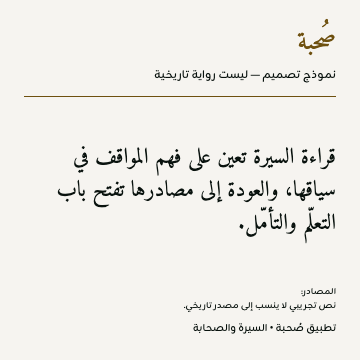 صُحبة
نموذج تصميم — ليست رواية تاريخية
قراءة السيرة تعين على فهم المواقف في
سياقها، والعودة إلى مصادرها تفتح باب
التعلّم والتأمّل.
المصادر:
نص تجريبي لا ينسب إلى مصدر تاريخي.
تطبيق صُحبة • السيرة والصحابة